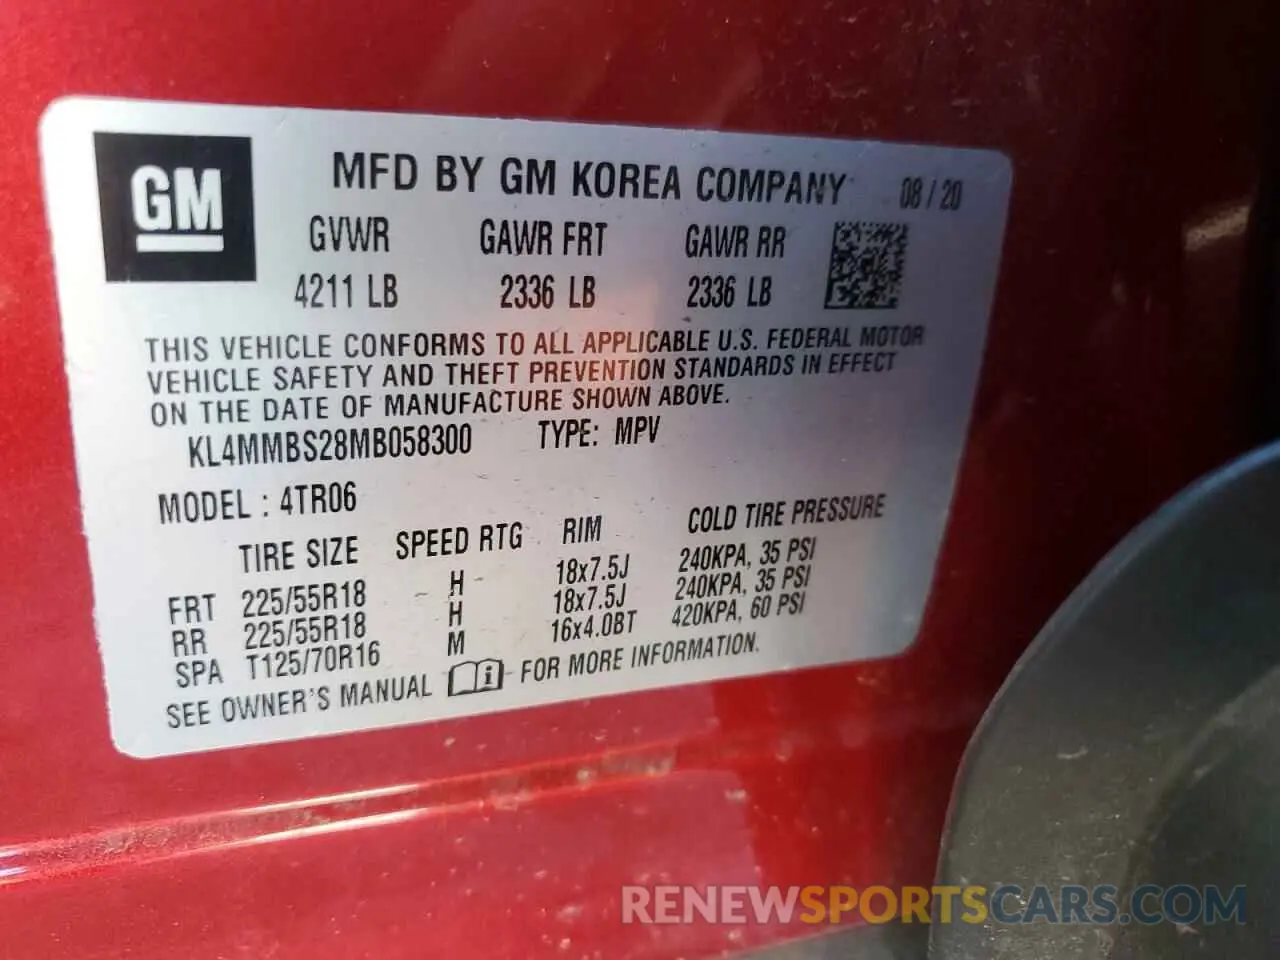 GM
MFD BY GM KOREA COMPANY 08/20
GVWR GAWR FRT GAWR RR
4211 LB 2336 LB 2336 LB
THIS VEHICLE CONFORMS TO ALL APPLICABLE U.S. FEDERAL MOTOR
VEHICLE SAFETY AND THEFT PREVENTION STANDARDS IN EFFECT
ON THE DATE OF MANUFACTURE SHOWN ABOVE.
KL4MMBS28MB058300 TYPE: MPV
MODEL : 4TR06
TIRE SIZE SPEED RTG RIM COLD TIRE PRESSURE
FRT 225/55R18 H 18x7.5J 240KPA, 35 PSI
RR 225/55R18 H 18x7.5J 240KPA, 35 PSI
SPA T125/70R16 M 16x4.0BT 420KPA, 60 PSI
SEE OWNER'S MANUAL FOR MORE INFORMATION.
RENEWSPORTSCARS.COM